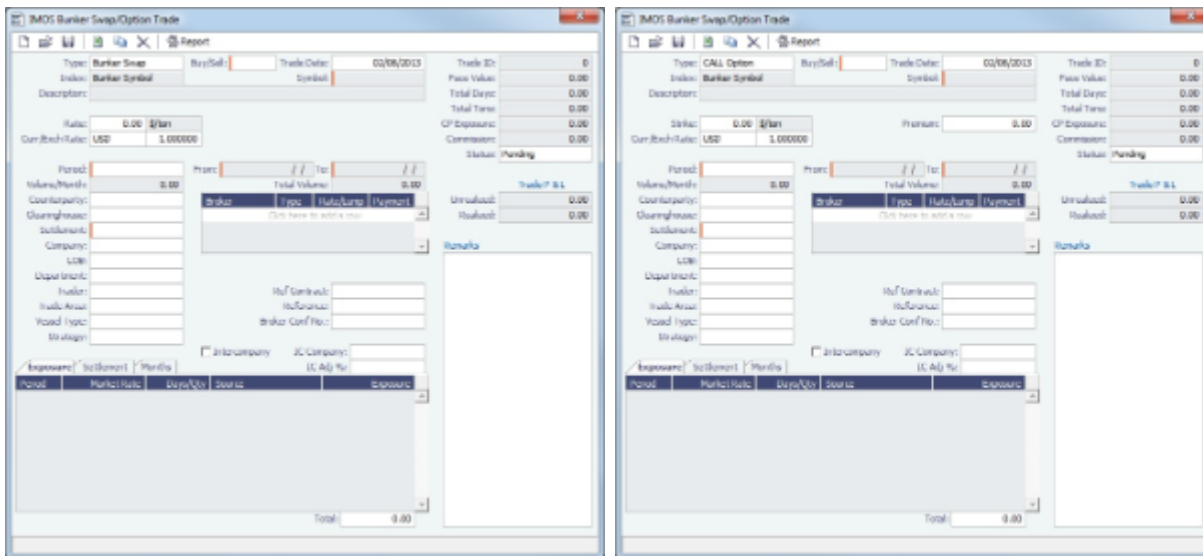 IMOS Bunker Swap/Option Trade
Report
Type: Bunker Swap Buy/Sell: Trade Date: 02/08/2013 Trade ID: 0
Index: Bunker Symbol Symbol: Pause Value: 0.00
Description: Total Days: 0.00
Total Tons: 0.00
Rate: 0.00 $/ton CP Exposure: 0.00
Curr/Exch Rate: USD 1.000000 Commission: 0.00
Status: Pending
Period: From: / / To: / /
Volume/Month: 0.00 Total Volume: 0.00 Trade P & L
Counterparty: Broker Type Rate/Lump Payment Unrealized: 0.00
Clearinghouse: Click here to add a row Realized: 0.00
Settlement:
Company: Remarks
LOB:
Department:
Trader: Ref Contract:
Trade Area: Reference:
Vessel Type: Broker Conf No.:
Strategy:
Intercompany IC Company:
Exposure Settlement Months IC Adj %:
Period Market Rate Days/Qty Source Exposure
Total: 0.00
IMOS Bunker Swap/Option Trade
Report
Type: CALL Option Buy/Sell: Trade Date: 02/08/2013 Trade ID: 0
Index: Bunker Symbol Symbol: Pause Value: 0.00
Description: Total Days: 0.00
Total Tons: 0.00
Strike: 0.00 $/ton Premium: 0.00 CP Exposure: 0.00
Curr/Exch Rate: USD 1.000000 Commission: 0.00
Status: Pending
Period: From: / / To: / /
Volume/Month: 0.00 Total Volume: 0.00 Trade P & L
Counterparty: Broker Type Rate/Lump Payment Unrealized: 0.00
Clearinghouse: Click here to add a row Realized: 0.00
Settlement:
Company: Remarks
LOB:
Department:
Trader: Ref Contract:
Trade Area: Reference:
Vessel Type: Broker Conf No.:
Strategy:
Intercompany IC Company:
Exposure Settlement Months IC Adj %:
Period Market Rate Days/Qty Source Exposure
Total: 0.00